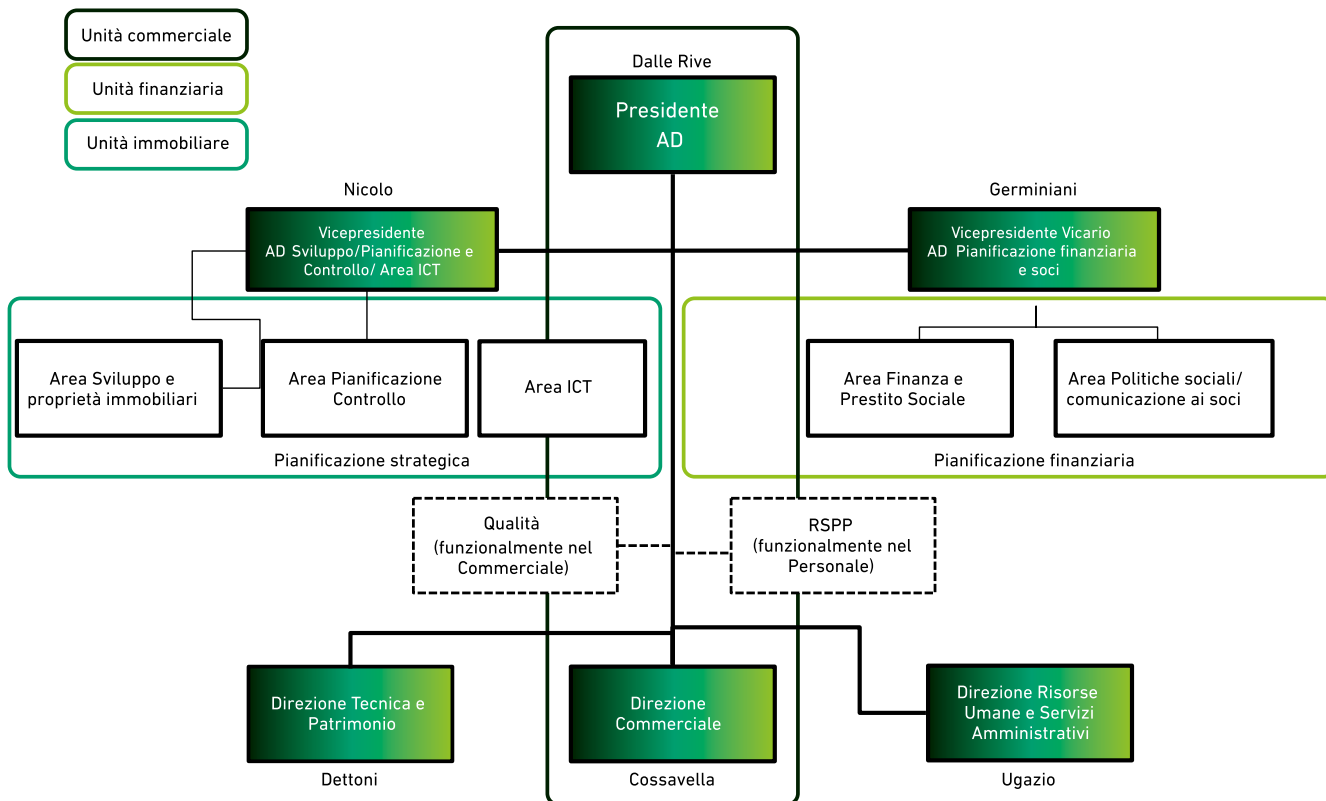 Unità commerciale
Unità finanziaria
Unità immobiliare
Dalle Rive
Presidente
AD
Nicolo
Vicepresidente
AD Sviluppo/Pianificazione e
Controllo/ Area ICT
Germiniani
Vicepresidente Vicario
AD Pianificazione finanziaria
e soci
Area Sviluppo e
proprietà immobiliari
Area Pianificazione
Controllo
Area ICT
Pianificazione strategica
Area Finanza e
Prestito Sociale
Area Politiche sociali/
comunicazione ai soci
Pianificazione finanziaria
Qualità
(funzionalmente nel
Commerciale)
RSPP
(funzionalmente nel
Personale)
Direzione Tecnica e
Patrimonio
Dettoni
Direzione
Commerciale
Cossavella
Direzione Risorse
Umane e Servizi
Amministrativi
Ugazio